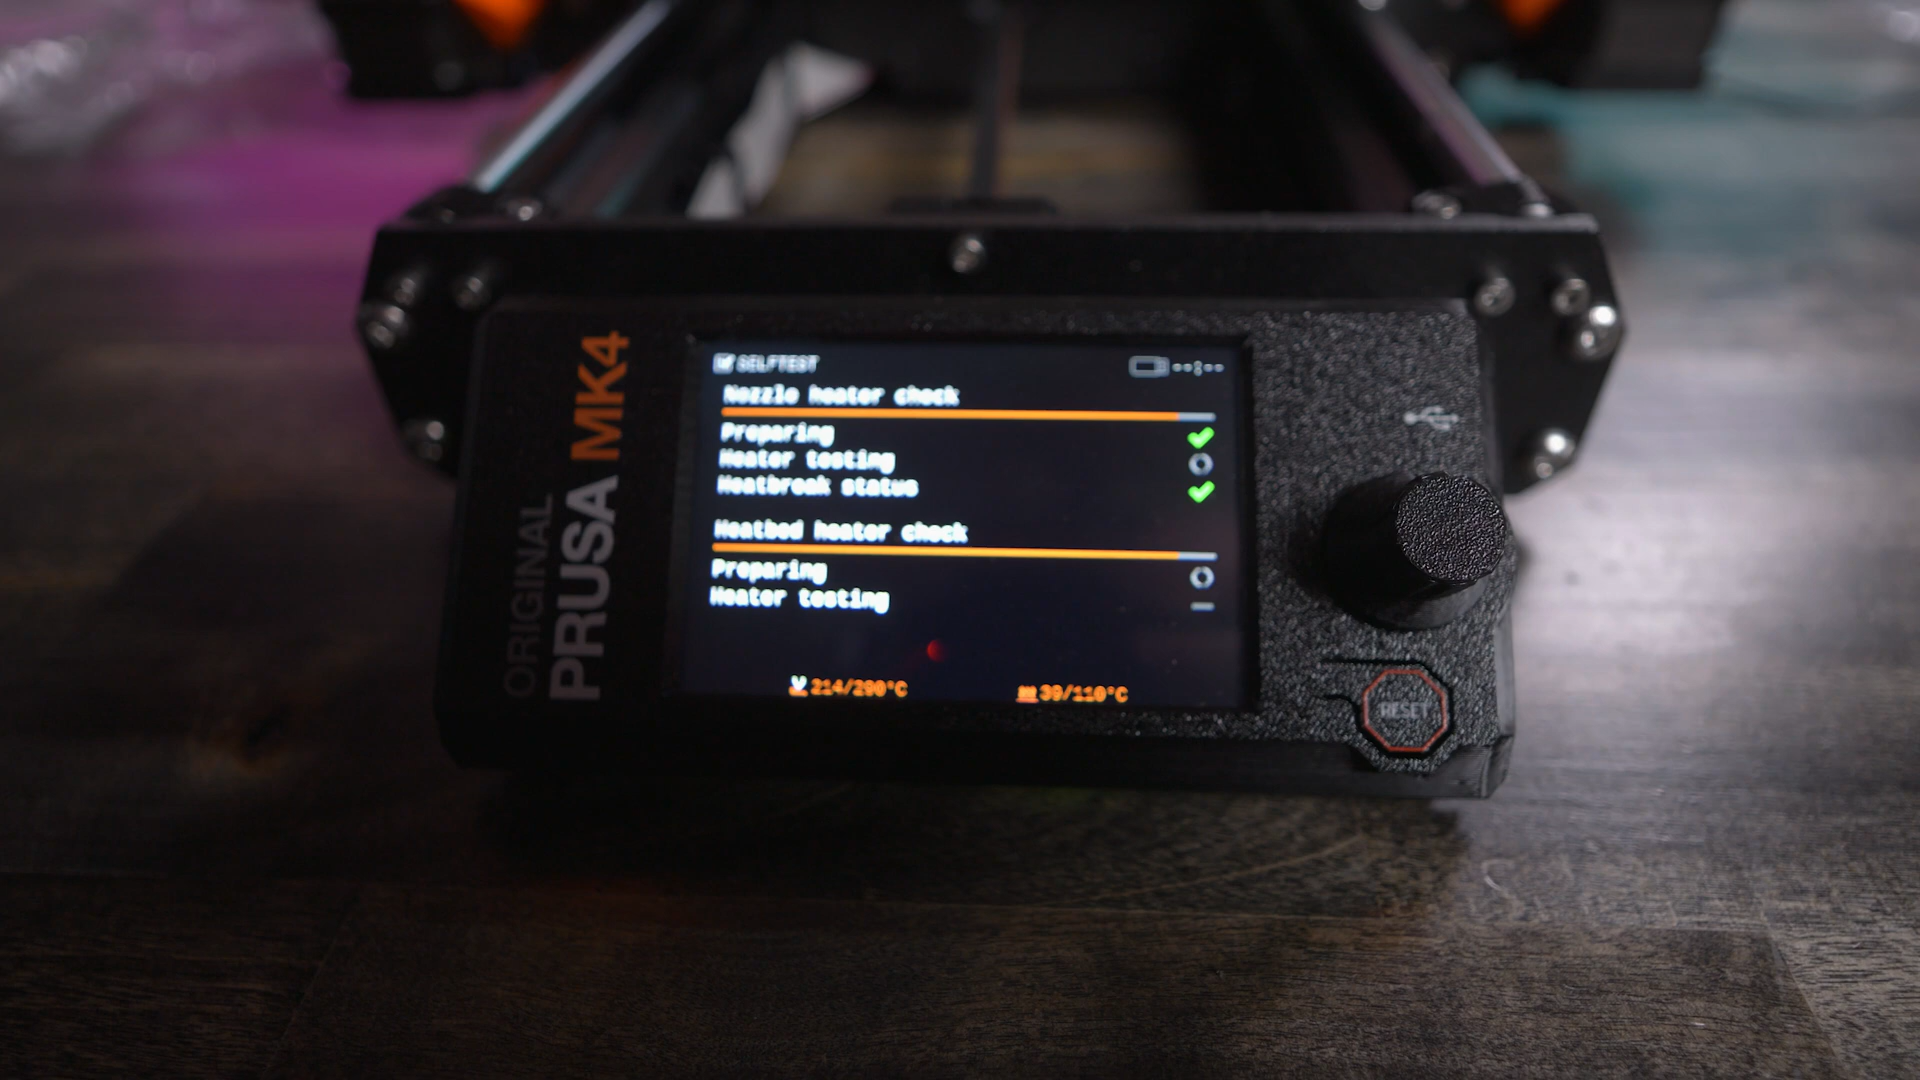 ORIGINAL
PRUSA MK4
SELFTEST
--:--
Nozzle heater check
Preparing
Heater testing
Heatbreak status
Heatbed heater check
Preparing
Heater testing
214/290°C
39/110°C
RESET